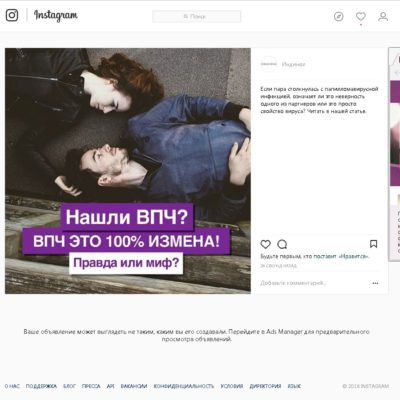 Instagram
Поиск
Индинол
Если пара столкнулась с папилломавирусной
инфекцией, означает ли это неверность
одного из партнеров или это просто
свойство вируса? Читать в нашей статье.
Нашли ВПЧ?
ВПЧ ЭТО 100% ИЗМЕНА!
Правда или миф?
Будьте первым, кто поставит «Нравится».
Добавьте комментарий...
Ваше объявление может выглядеть не таким, каким вы его создавали. Перейдите в Ads Manager для предварительного
просмотра объявлений.
О НАС ПОДДЕРЖКА БЛОГ ПРЕССА API ВАКАНСИИ КОНФИДЕНЦИАЛЬНОСТЬ УСЛОВИЯ ДИРЕКТОРИЯ ЯЗЫК